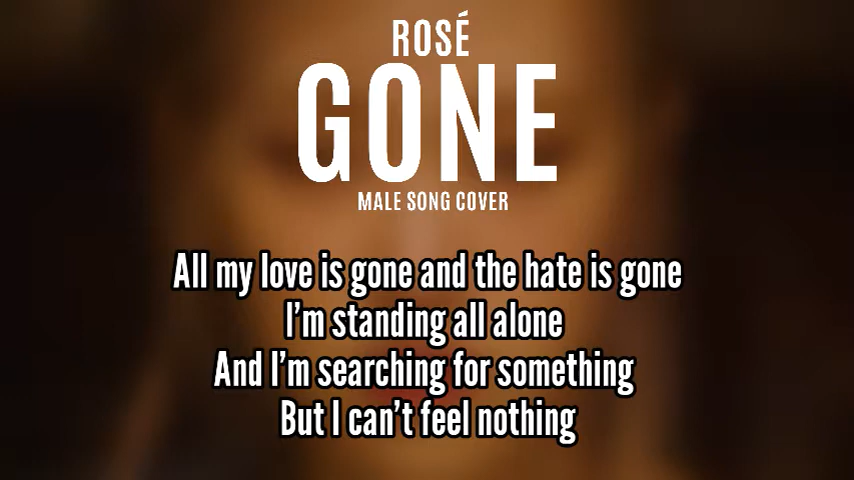 ROSÉ
GONE
MALE SONG COVER
All my love is gone and the hate is gone
I'm standing all alone
And I'm searching for something
But I can't feel nothing